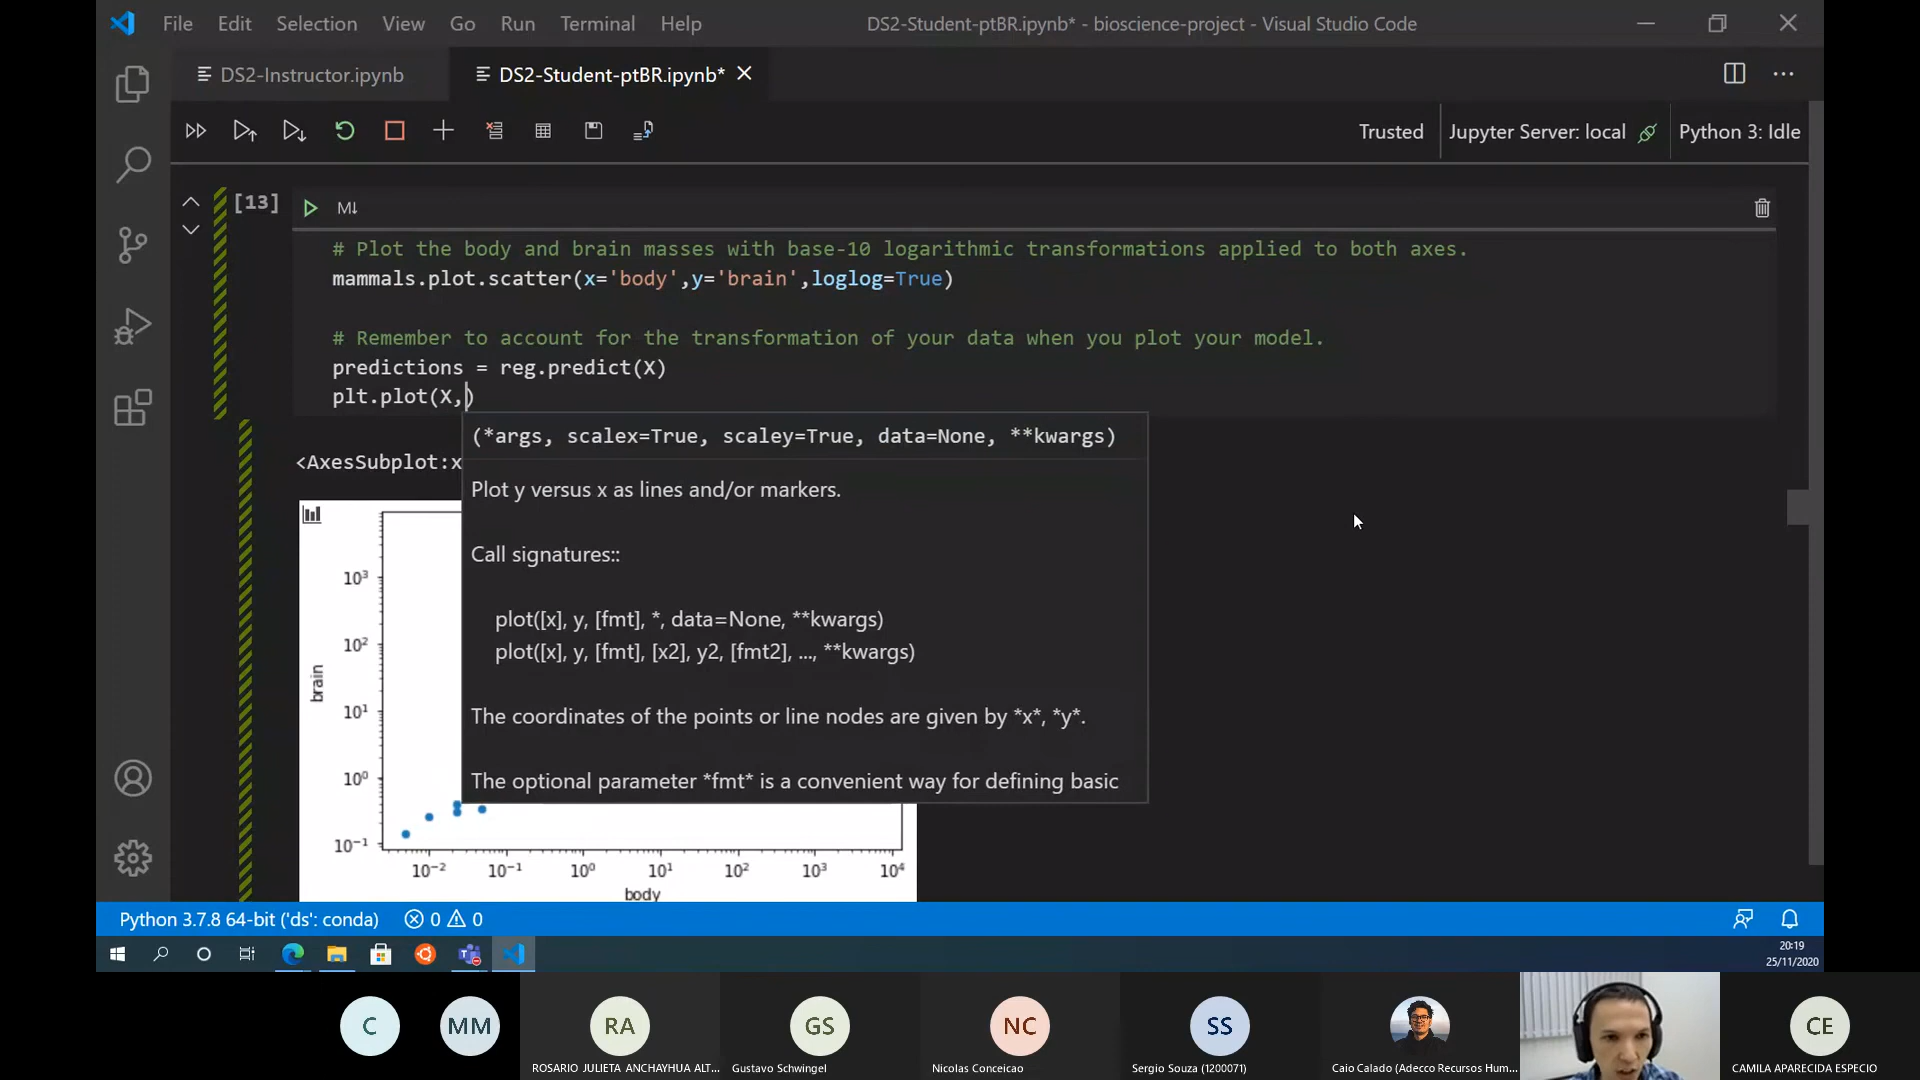 File Edit Selection View Go Run Terminal Help DS2-Student-ptBR.ipynb* - bioscience-project - Visual Studio Code
DS2-Instructor.ipynb DS2-Student-ptBR.ipynb*
Trusted Jupyter Server: local Python 3: Idle
[13] M↓
# Plot the body and brain masses with base-10 logarithmic transformations applied to both axes.
mammals.plot.scatter(x='body',y='brain',loglog=True)
# Remember to account for the transformation of your data when you plot your model.
predictions = reg.predict(X)
plt.plot(X,)
(*args, scalex=True, scaley=True, data=None, **kwargs)
<AxesSubplot:x
Plot y versus x as lines and/or markers.
Call signatures::
plot([x], y, [fmt], *, data=None, **kwargs)
plot([x], y, [fmt], [x2], y2, [fmt2], ..., **kwargs)
The coordinates of the points or line nodes are given by *x*, *y*.
The optional parameter *fmt* is a convenient way for defining basic
10³
10²
10¹
10⁰
10⁻¹
brain
10⁻² 10⁻¹ 10⁰ 10¹ 10² 10³ 10⁴
body
Python 3.7.8 64-bit ('ds': conda) 0 0
20:19
25/11/2020
C MM RA GS NC SS CE
ROSARIO JULIETA ANCHAYHUA ALT... Gustavo Schwingel Nicolas Conceicao Sergio Souza (1200071) Caio Calado (Adecco Recursos Hum... CAMILA APARECIDA ESPECIO